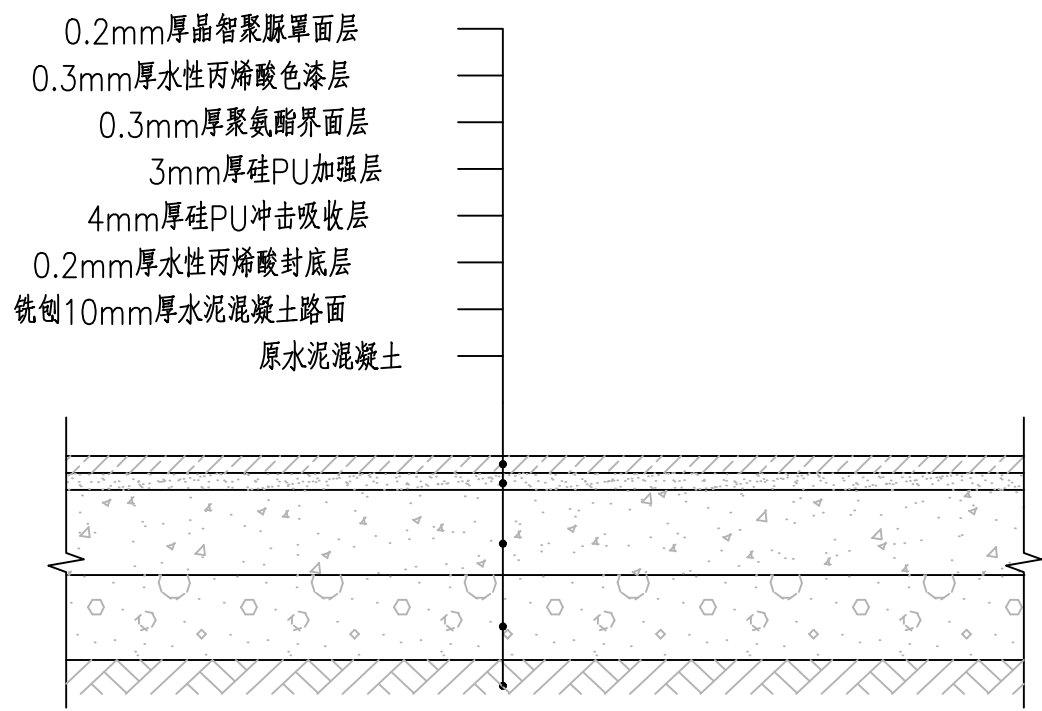 0.2mm厚晶智聚脲罩面层
0.3mm厚水性丙烯酸色漆层
0.3mm厚聚氨酯界面层
3mm厚硅PU加强层
4mm厚硅PU冲击吸收层
0.2mm厚水性丙烯酸封底层
铣刨10mm厚水泥混凝土路面
原水泥混凝土